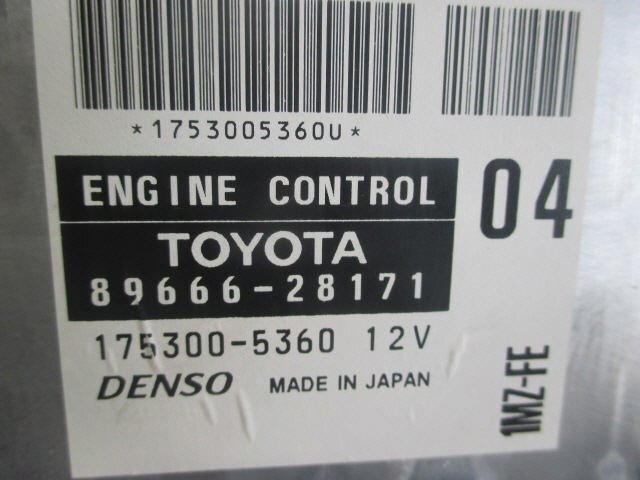 *1753005360U*
ENGINE CONTROL
04
TOYOTA
89666-28171
175300-5360 12V
DENSO MADE IN JAPAN
1MZ-FE